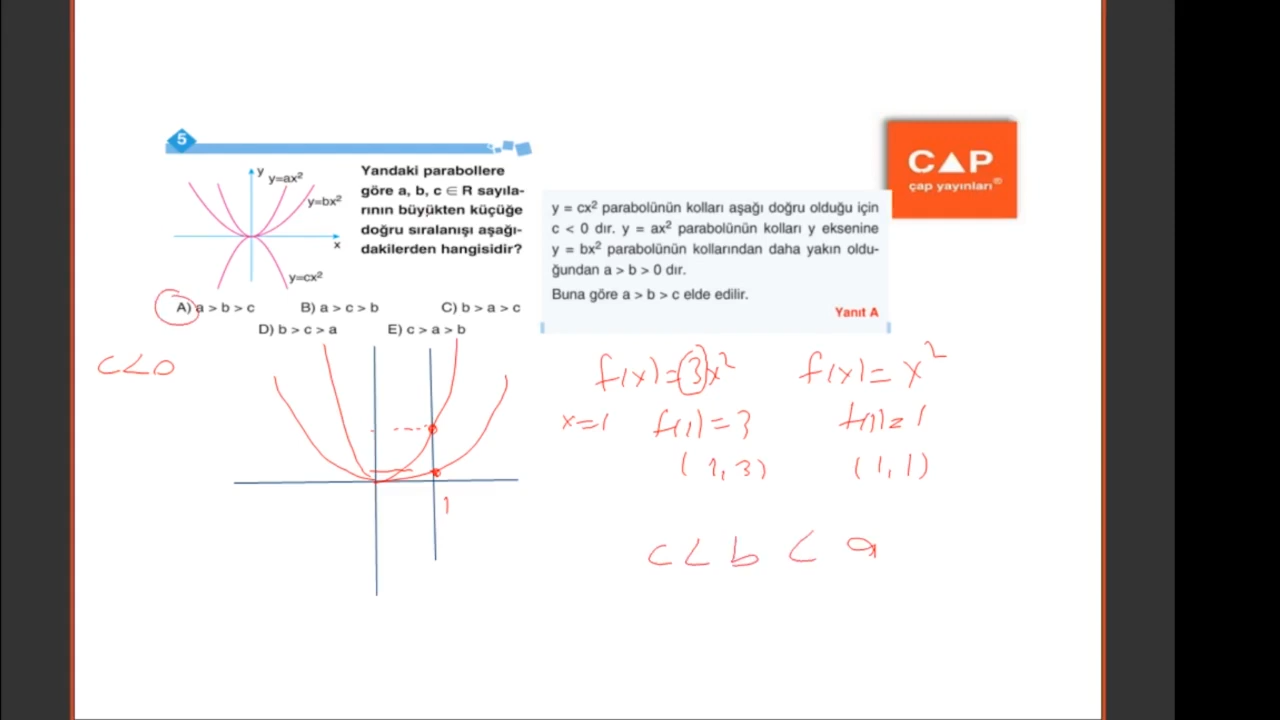 5
y
y=ax²
y=bx²
x
y=cx²
Yandaki parabollere
göre a, b, c ∈ R sayıla-
rının büyükten küçüğe
doğru sıralanışı aşağı-
dakilerden hangisidir?
A) a > b > c B) a > c > b C) b > a > c
D) b > c > a E) c > a > b
y = cx² parabolünün kolları aşağı doğru olduğu için
c < 0 dır. y = ax² parabolünün kolları y eksenine
y = bx² parabolünün kollarından daha yakın oldu-
ğundan a > b > 0 dır.
Buna göre a > b > c elde edilir.
Yanıt A
CAP
çap yayınları®
c<0
1
f(x)=3x² f(x)=x²
x=1 f(1)=3 f(1)=1
(1,3) (1,1)
c < b < a